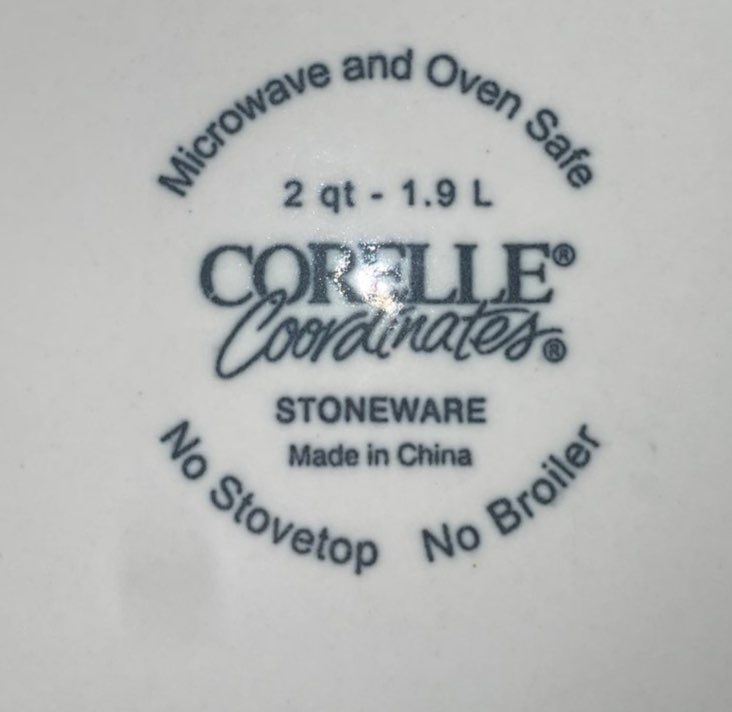 Microwave and Oven Safe
2 qt - 1.9 L
CORELLE®
Coordinates®
STONEWARE
Made in China
No Stovetop No Broiler